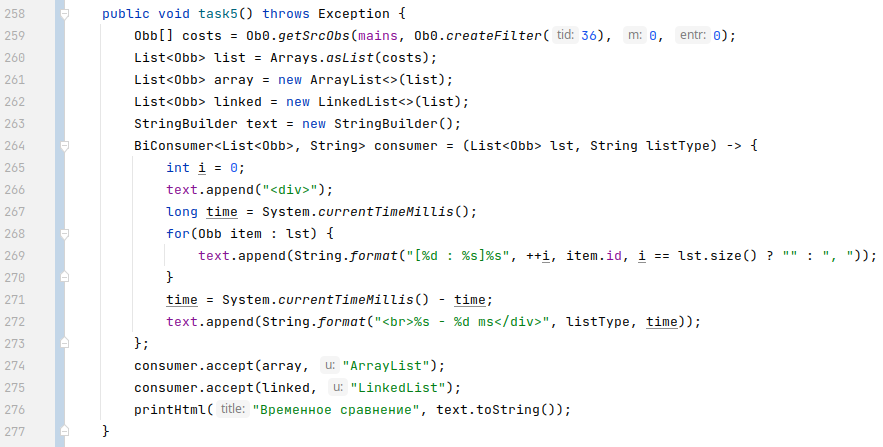 258 public void task5() throws Exception {
259 Obb[] costs = Ob0.getSrcObs(mains, Ob0.createFilter( tid: 36), m: 0, entr: 0);
260 List<Obb> list = Arrays.asList(costs);
261 List<Obb> array = new ArrayList<>(list);
262 List<Obb> linked = new LinkedList<>(list);
263 StringBuilder text = new StringBuilder();
264 BiConsumer<List<Obb>, String> consumer = (List<Obb> lst, String listType) -> {
265 int i = 0;
266 text.append("<div>");
267 long time = System.currentTimeMillis();
268 for(Obb item : lst) {
269 text.append(String.format("[%d : %s]%s", ++i, item.id, i == lst.size() ? "" : ", "));
270 }
271 time = System.currentTimeMillis() - time;
272 text.append(String.format("<br>%s - %d ms</div>", listType, time));
273 };
274 consumer.accept(array, u: "ArrayList");
275 consumer.accept(linked, u: "LinkedList");
276 printHtml( title: "Временное сравнение", text.toString());
277 }